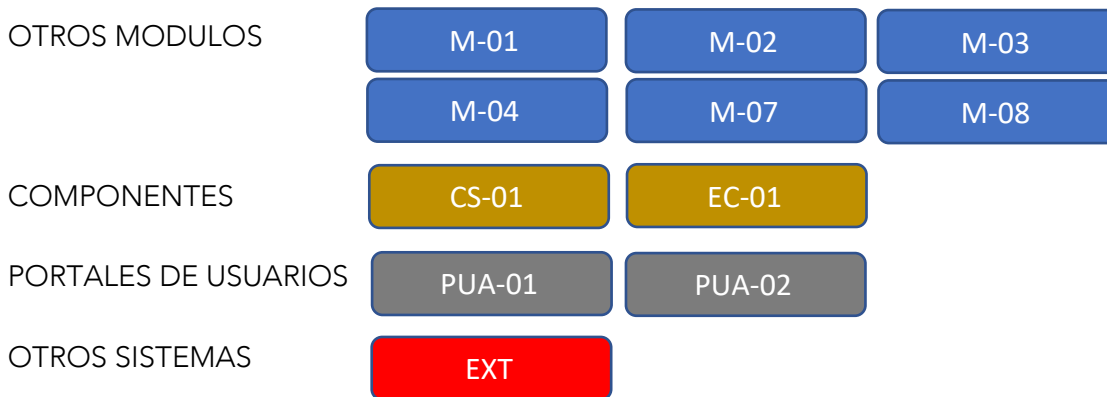 OTROS MODULOS M-01 M-02 M-03
M-04 M-07 M-08
COMPONENTES CS-01 EC-01
PORTALES DE USUARIOS PUA-01 PUA-02
OTROS SISTEMAS EXT